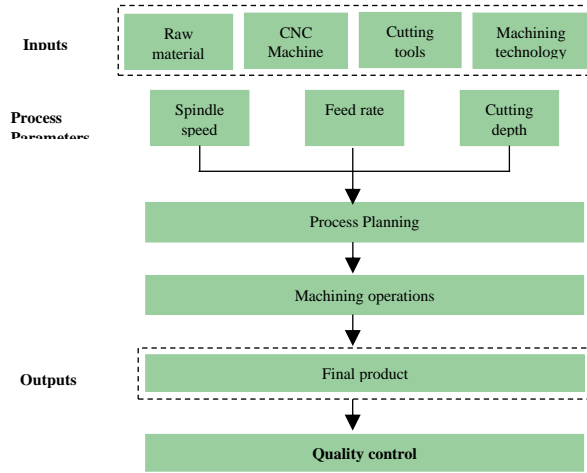 Inputs
Raw
material
CNC
Machine
Cutting
tools
Machining
technology
Process
Parameters
Spindle
speed
Feed rate
Cutting
depth
Process Planning
Machining operations
Outputs
Final product
Quality control